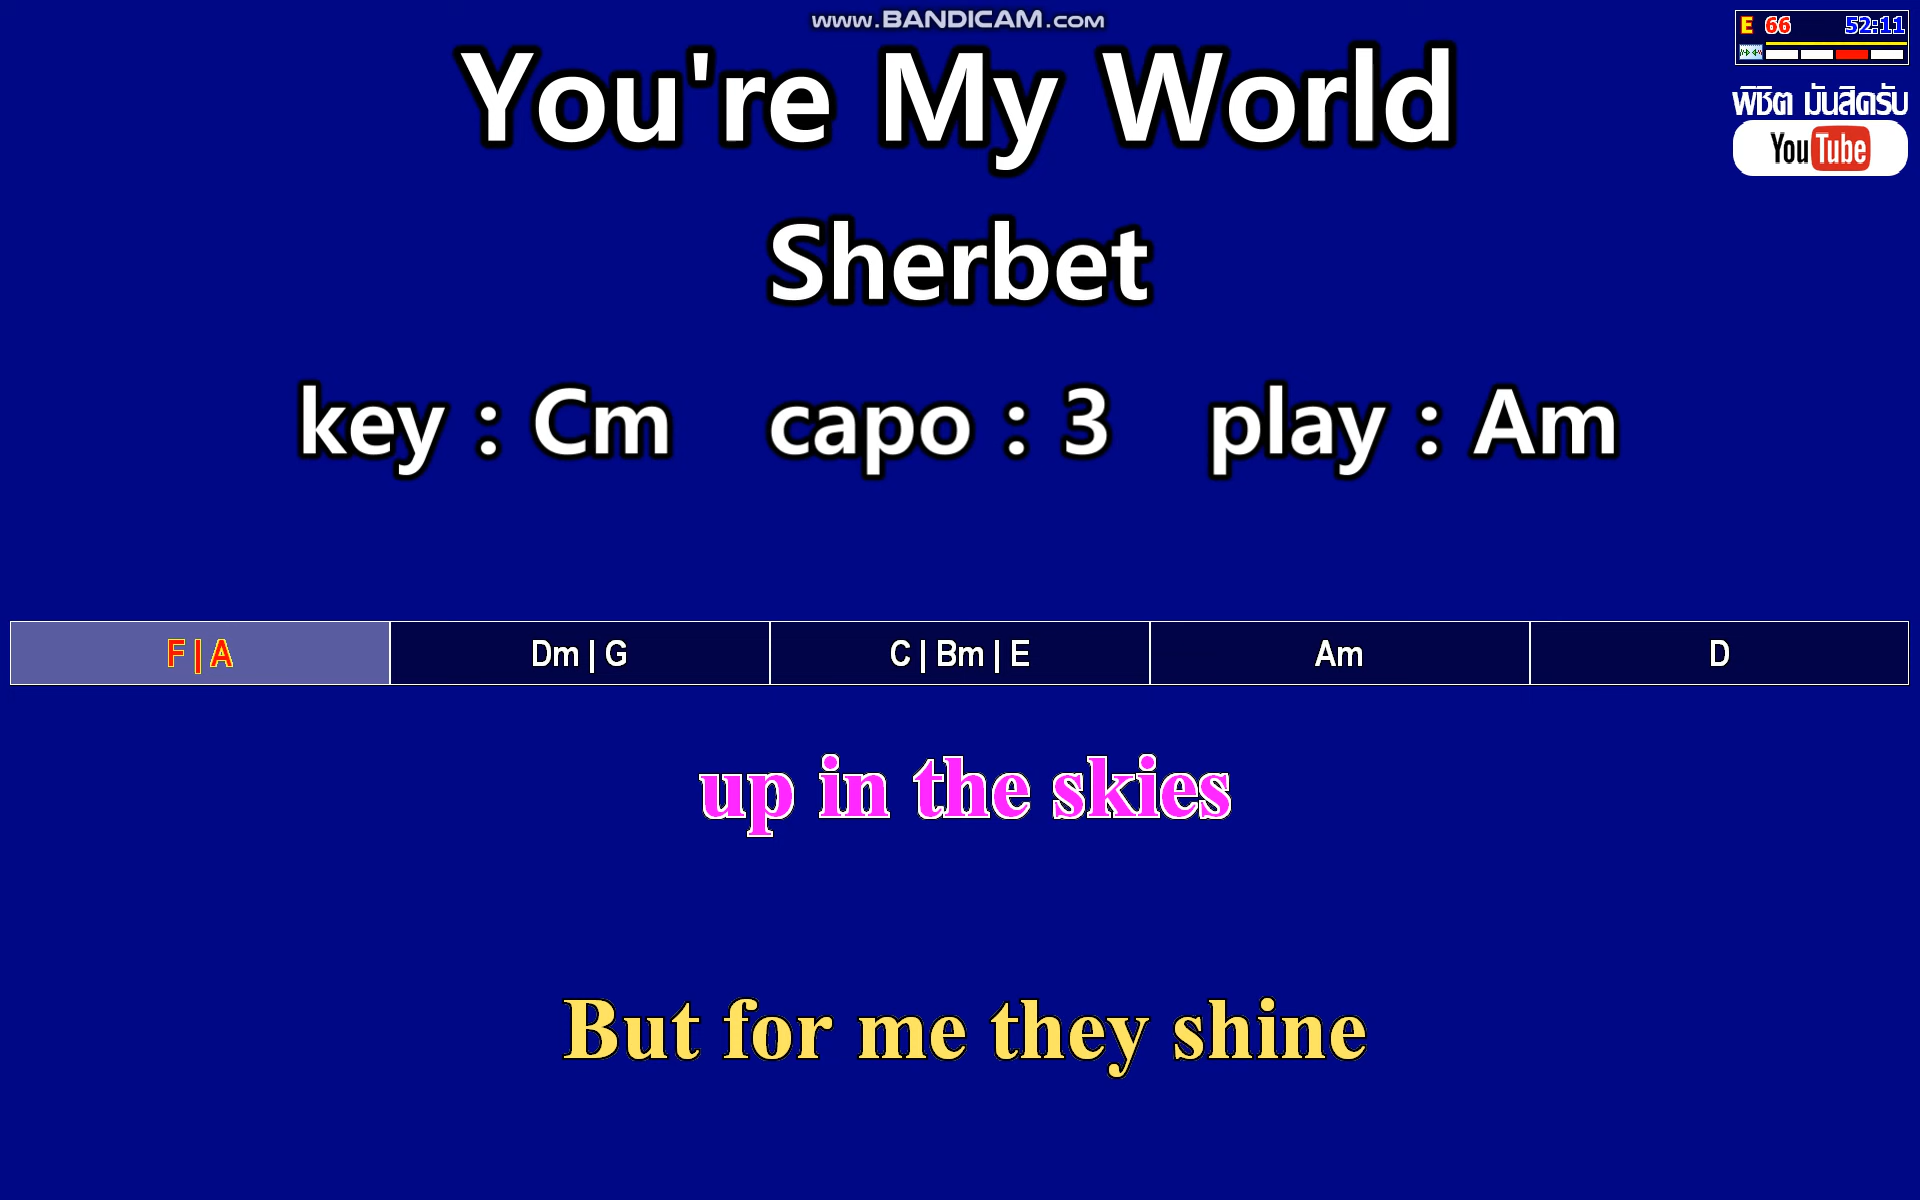 www.BANDICAM.com
E 66 52:11
You're My World
พิชิต มันสิครับ
YouTube
Sherbet
key : Cm capo : 3 play : Am
F | A Dm | G C | Bm | E Am D
up in the skies
But for me they shine